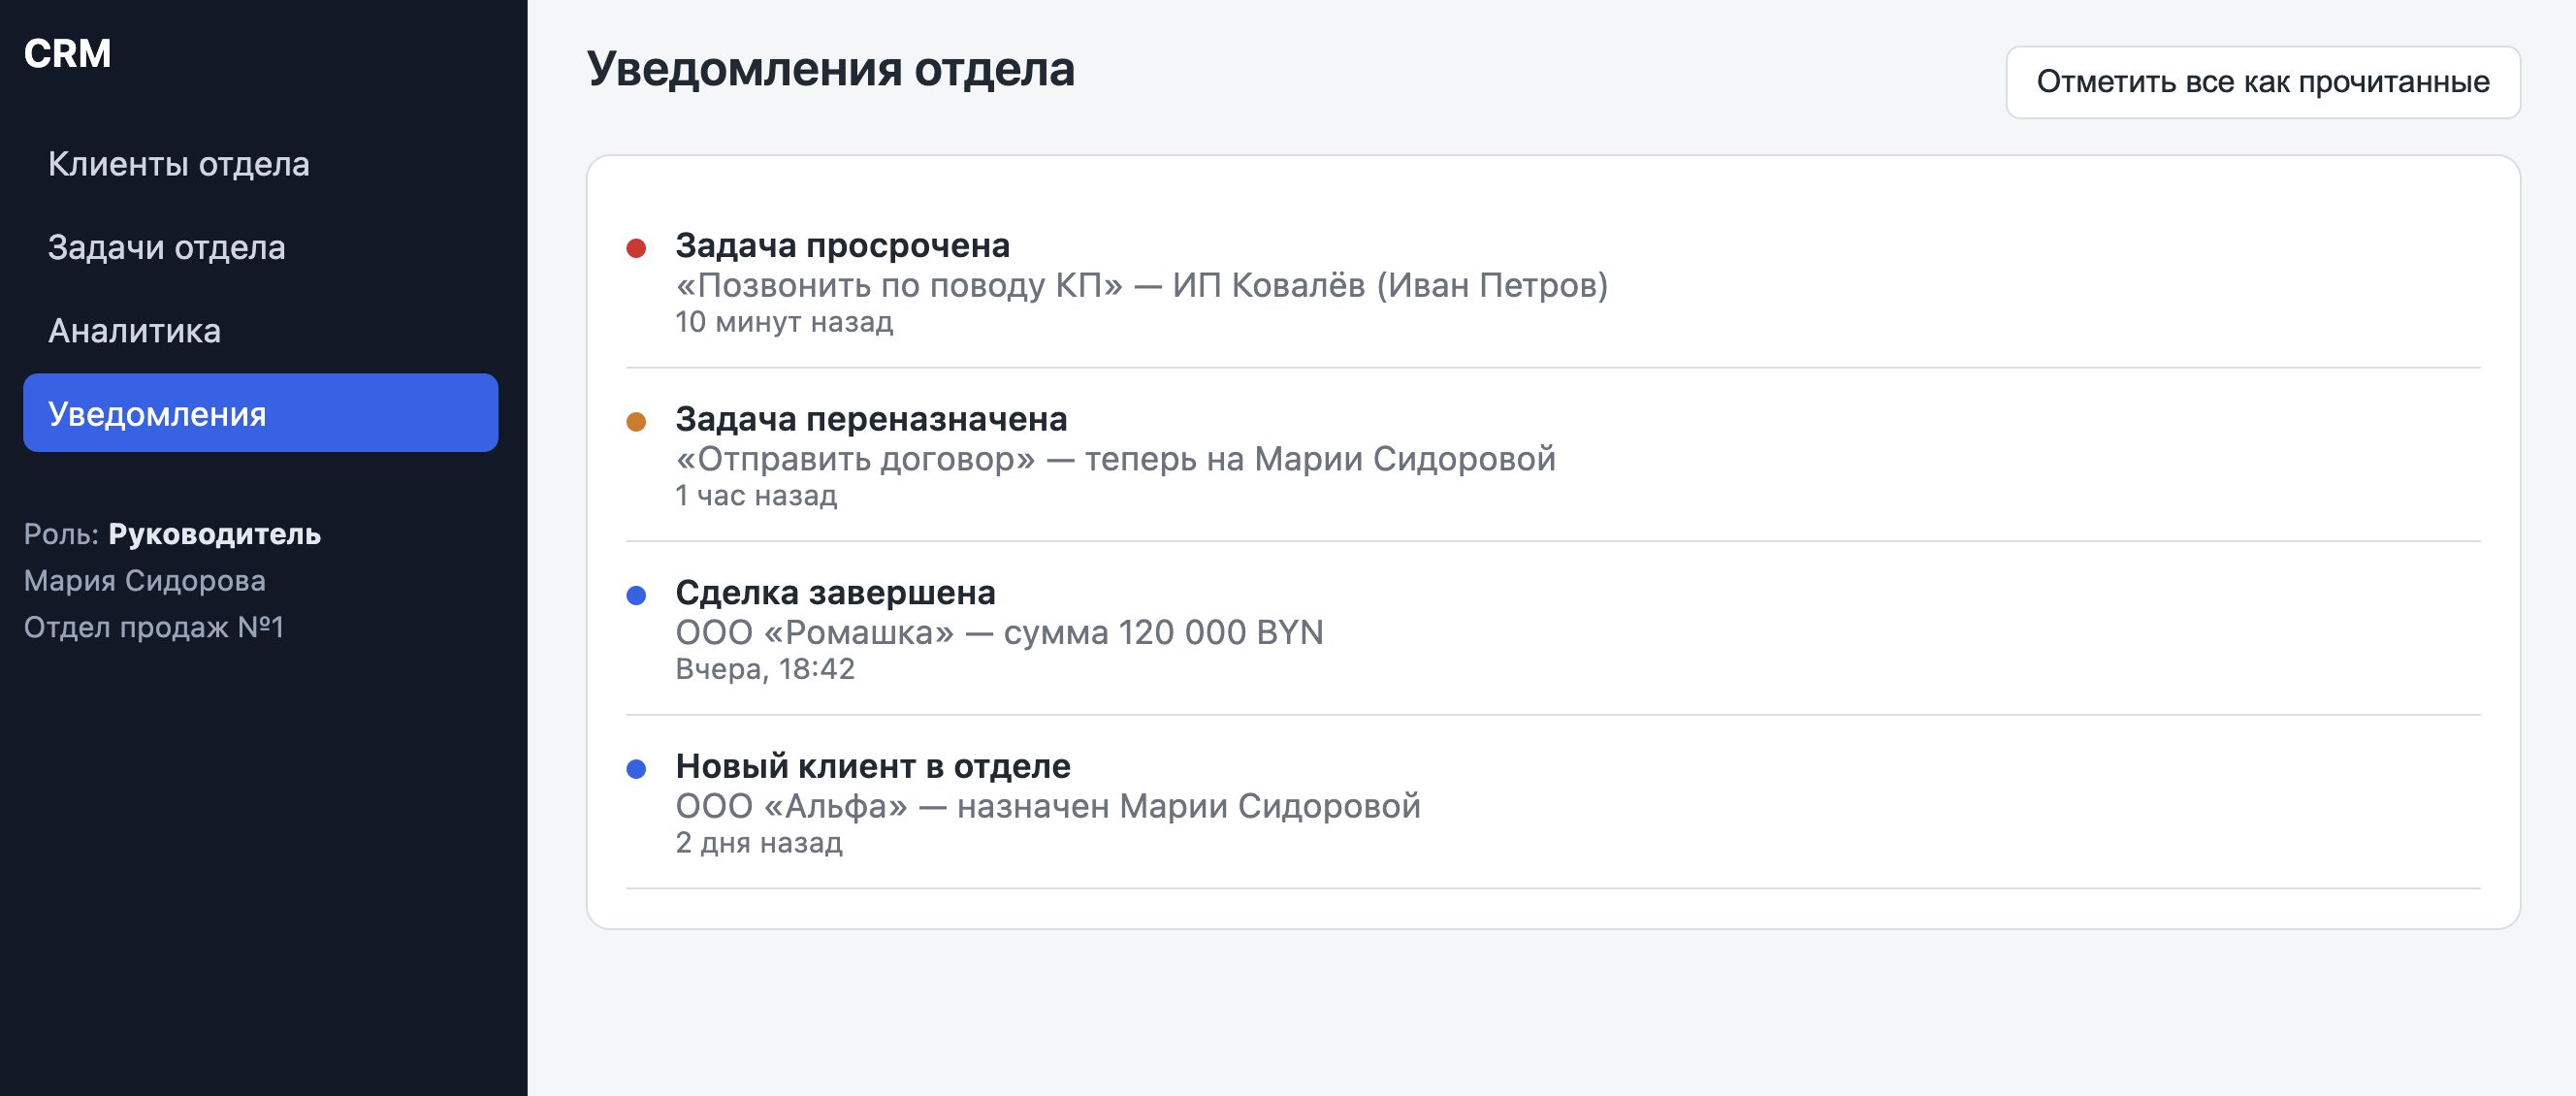 CRM
Клиенты отдела
Задачи отдела
Аналитика
Уведомления
Роль: Руководитель
Мария Сидорова
Отдел продаж №1
Уведомления отдела
Отметить все как прочитанные
Задача просрочена
«Позвонить по поводу КП» — ИП Ковалёв (Иван Петров)
10 минут назад
Задача переназначена
«Отправить договор» — теперь на Марии Сидоровой
1 час назад
Сделка завершена
ООО «Ромашка» — сумма 120 000 BYN
Вчера, 18:42
Новый клиент в отделе
ООО «Альфа» — назначен Марии Сидоровой
2 дня назад